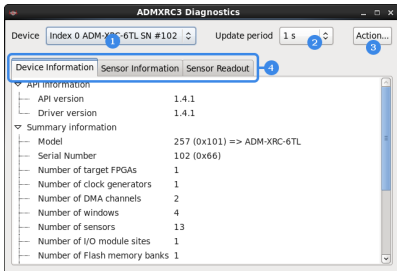 ADMXRC3 Diagnostics
Device Index 0 ADM-XRC-6TL SN #102 Update period 1 s Action...
1 2 3
Device Information Sensor Information Sensor Readout 4
API information
API version 1.4.1
Driver version 1.4.1
Summary information
Model 257 (0x101) => ADM-XRC-6TL
Serial Number 102 (0x66)
Number of target FPGAs 1
Number of clock generators 1
Number of DMA channels 2
Number of windows 4
Number of sensors 13
Number of I/O module sites 1
Number of Flash memory banks 1